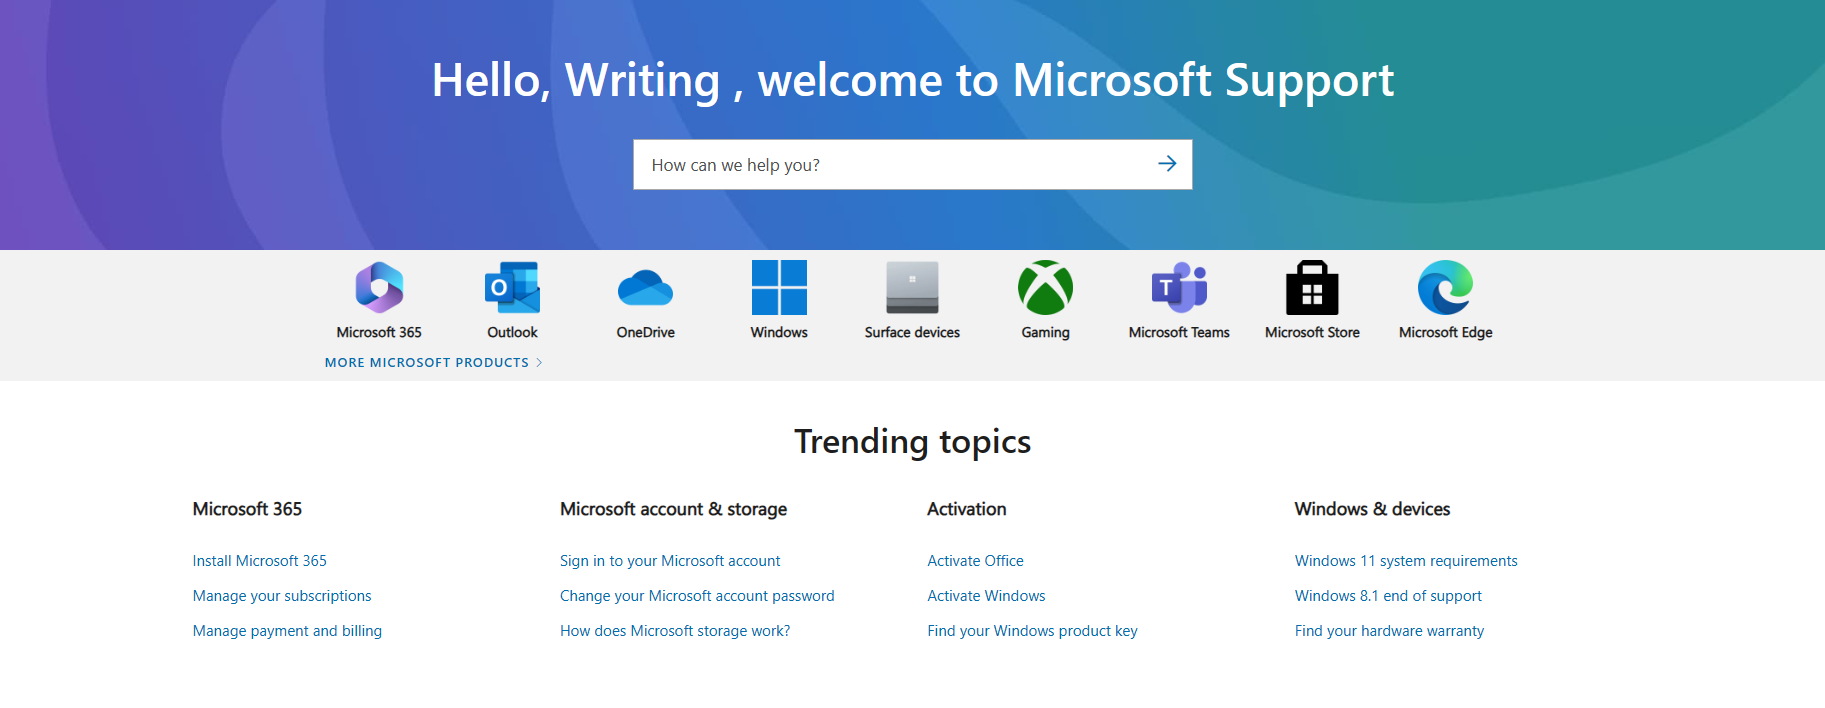 Hello, Writing , welcome to Microsoft Support
How can we help you?
O
T
Microsoft 365
Outlook
OneDrive
Windows
Surface devices
Gaming
Microsoft Teams
Microsoft Store
Microsoft Edge
MORE MICROSOFT PRODUCTS
Trending topics
Microsoft 365
Install Microsoft 365
Manage your subscriptions
Manage payment and billing
Microsoft account & storage
Sign in to your Microsoft account
Change your Microsoft account password
How does Microsoft storage work?
Activation
Activate Office
Activate Windows
Find your Windows product key
Windows & devices
Windows 11 system requirements
Windows 8.1 end of support
Find your hardware warranty